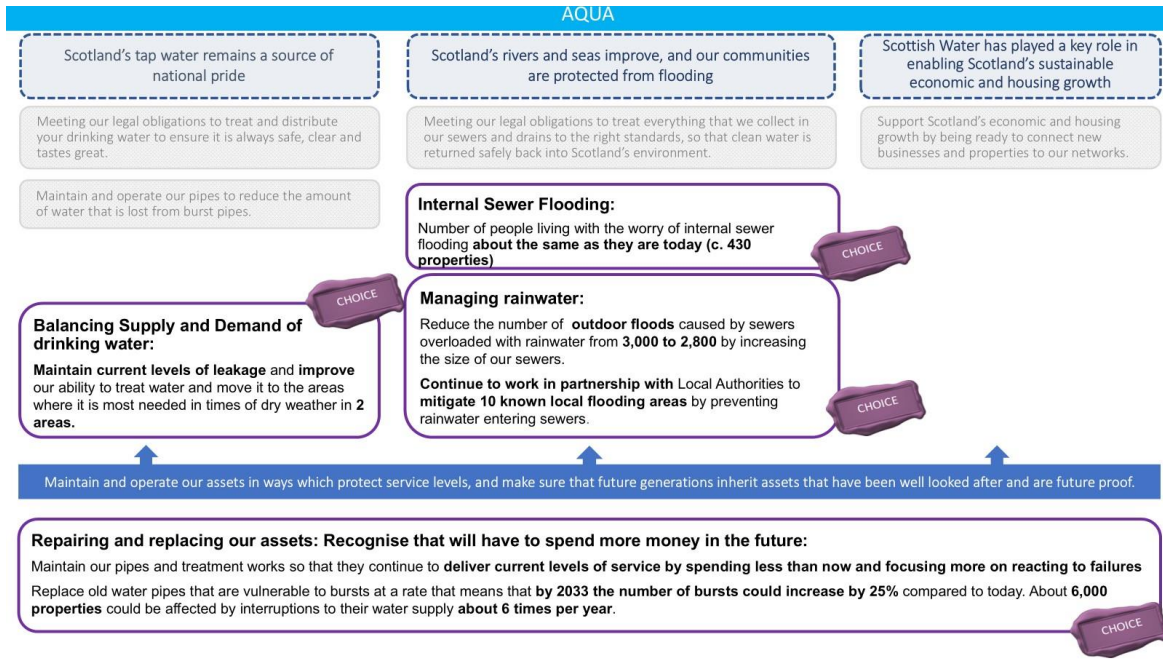 AQUA
Scotland’s tap water remains a source of
national pride
Scotland’s rivers and seas improve, and our communities
are protected from flooding
Scottish Water has played a key role in
enabling Scotland’s sustainable
economic and housing growth
Meeting our legal obligations to treat and distribute
your drinking water to ensure it is always safe, clear and
tastes great.
Meeting our legal obligations to treat everything that we collect in
our sewers and drains to the right standards, so that clean water is
returned safely back into Scotland’s environment.
Support Scotland’s economic and housing
growth by being ready to connect new
businesses and properties to our networks.
Maintain and operate our pipes to reduce the amount
of water that is lost from burst pipes.
Internal Sewer Flooding:
Number of people living with the worry of internal sewer
flooding about the same as they are today (c. 430
properties)
CHOICE
CHOICE
Balancing Supply and Demand of
drinking water:
Maintain current levels of leakage and improve
our ability to treat water and move it to the areas
where it is most needed in times of dry weather in 2
areas.
Managing rainwater:
Reduce the number of outdoor floods caused by sewers
overloaded with rainwater from 3,000 to 2,800 by increasing
the size of our sewers.
Continue to work in partnership with Local Authorities to
mitigate 10 known local flooding areas by preventing
rainwater entering sewers.
CHOICE
Maintain and operate our assets in ways which protect service levels, and make sure that future generations inherit assets that have been well looked after and are future proof.
Repairing and replacing our assets: Recognise that will have to spend more money in the future:
Maintain our pipes and treatment works so that they continue to deliver current levels of service by spending less than now and focusing more on reacting to failures
Replace old water pipes that are vulnerable to bursts at a rate that means that by 2033 the number of bursts could increase by 25% compared to today. About 6,000
properties could be affected by interruptions to their water supply about 6 times per year.
CHOICE